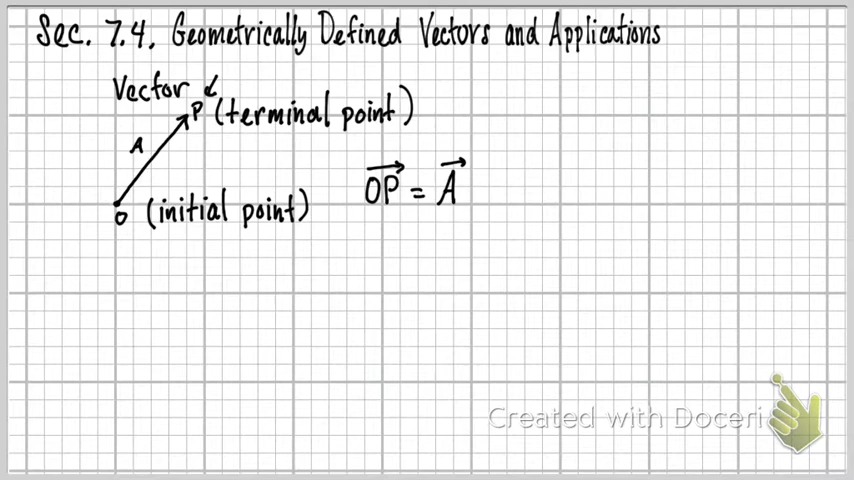 Sec. 7.4. Geometrically Defined Vectors and Applications
Vector
P (terminal point)
A
OP = A
O (initial point)
Created with Doceri